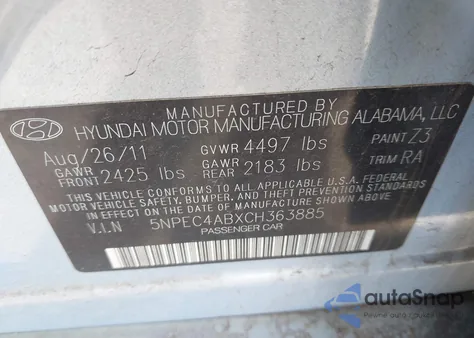 MANUFACTURED BY
HYUNDAI MOTOR MANUFACTURING ALABAMA, LLC
Aug/26/11 GVWR 4497 lbs PAINT Z3
GAWR FRONT 2425 lbs GAWR REAR 2183 lbs TRIM RA
THIS VEHICLE CONFORMS TO ALL APPLICABLE U.S. FEDERAL
MOTOR VEHICLE SAFETY, BUMPER, AND THEFT PREVENTION
STANDARDS IN EFFECT ON THE DATE OF MANUFACTURE SHOWN ABOVE.
V.I.N 5NPEC4ABXCH363885
PASSENGER CAR
autoSnap